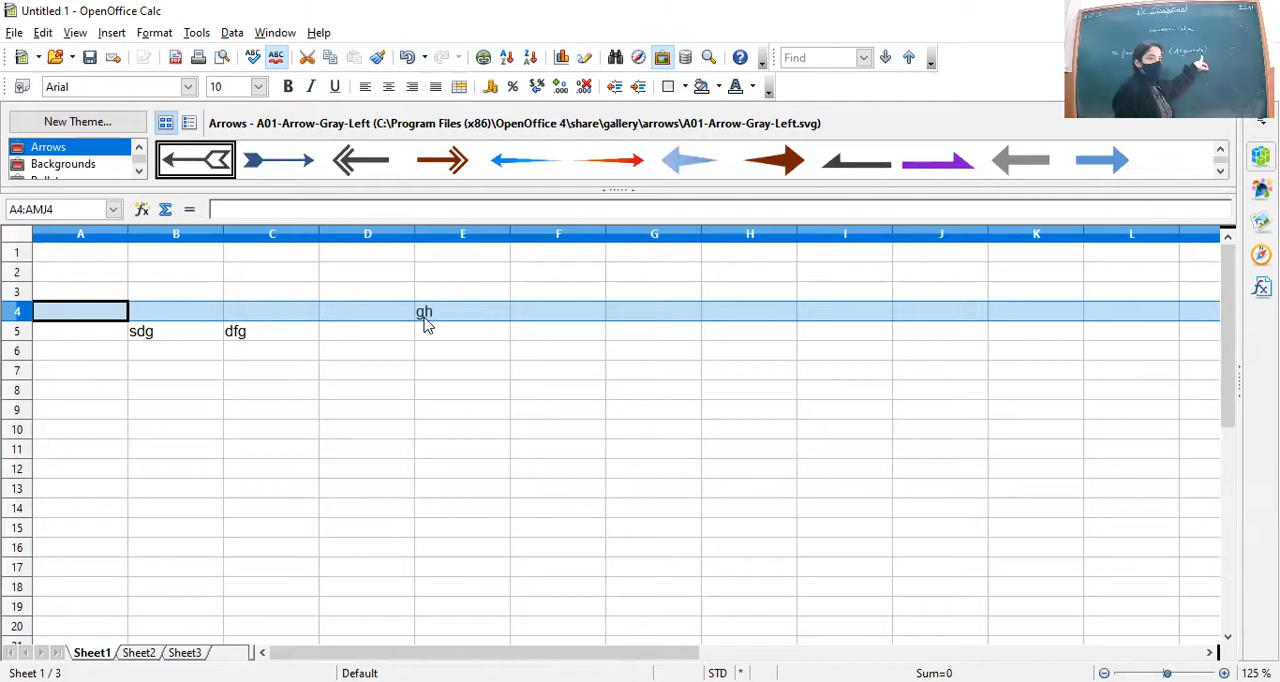 Untitled 1 - OpenOffice Calc
File Edit View Insert Format Tools Data Window Help
Find
Arial 10 B I U
New Theme... Arrows - A01-Arrow-Gray-Left (C:\Program Files (x86)\OpenOffice 4\share\gallery\arrows\A01-Arrow-Gray-Left.svg)
Arrows
Backgrounds
A4:AMJ4
A B C D E F G H I J K L
1
2
3
4 gh
5 sdg dfg
6
7
8
9
10
11
12
13
14
15
16
17
18
19
20
Sheet1 Sheet2 Sheet3
Sheet 1 / 3 Default STD * Sum=0 125 %